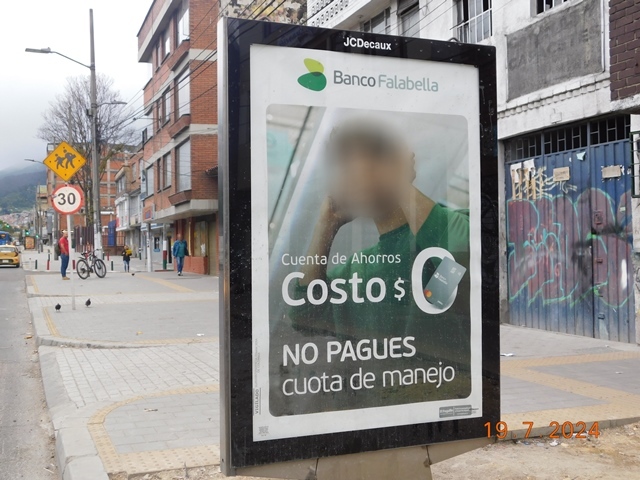 JCDecaux
Banco Falabella
30
Cuenta de Ahorros
Costo $0
NO PAGUES
cuota de manejo
19 7 2024